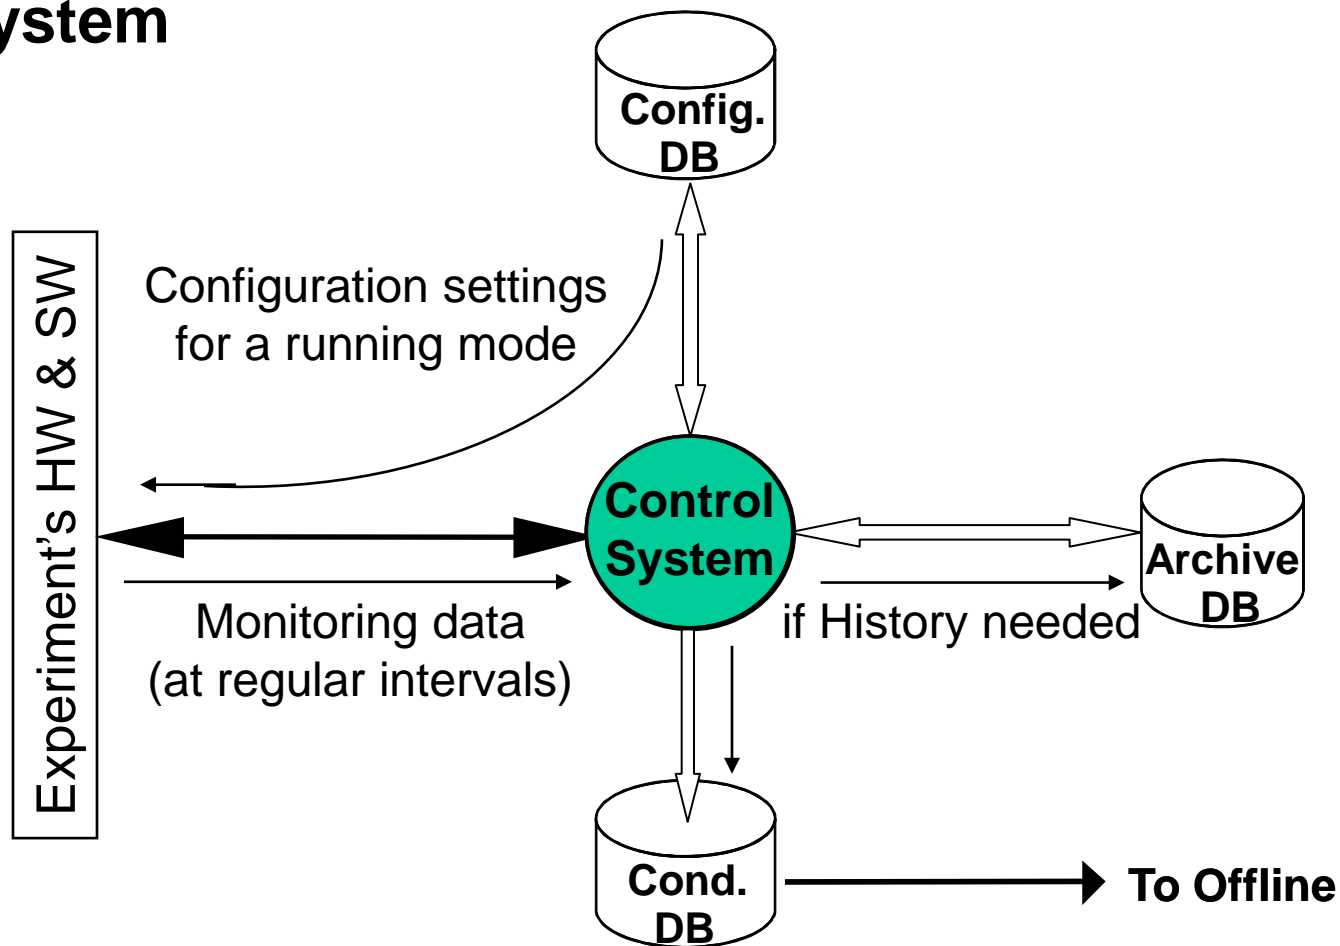 ystem
Config.
DB
Configuration settings
for a running mode
Experiment's HW & SW
Control
System
Archive
DB
Monitoring data
(at regular intervals)
if History needed
Cond.
DB
To Offline